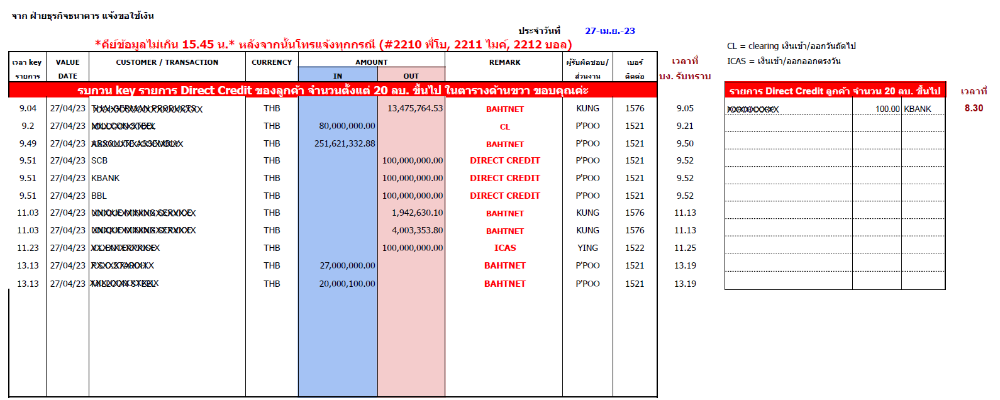 จาก ฝ่ายธุรกิจธนาคาร แจ้งขอใช้เงิน
ประจำวันที่ 27-เม.ย.-23
*คีย์ข้อมูลไม่เกิน 15.45 น.* หลังจากนั้นโทรแจ้งทุกกรณี (#2210 พี่โบ, 2211 ไมค์, 2212 บอล)
CL = clearing เงินเข้า/ออกวันถัดไป
ICAS = เงินเข้า/ออกออกตรงวัน
เวลา key รายการ VALUE DATE CUSTOMER / TRANSACTION CURRENCY AMOUNT IN OUT REMARK ผู้รับผิดชอบ/ส่วนงาน เบอร์ติดต่อ เวลาที่ บง. รับทราบ
รบกวน key รายการ Direct Credit ของลูกค้า จำนวนตั้งแต่ 20 ลบ. ขึ้นไป ในตารางด้านขวา ขอบคุณค่ะ
รายการ Direct Credit ลูกค้า จำนวน 20 ลบ. ขึ้นไป เวลาที่
9.04 27/04/23 THB 13,475,764.53 BAHTNET KUNG 1576 9.05
100.00 KBANK 8.30
9.2 27/04/23 THB 80,000,000.00 CL P'POO 1521 9.21
9.49 27/04/23 THB 251,621,332.88 BAHTNET P'POO 1521 9.50
9.51 27/04/23 SCB THB 100,000,000.00 DIRECT CREDIT P'POO 1521 9.52
9.51 27/04/23 KBANK THB 100,000,000.00 DIRECT CREDIT P'POO 1521 9.52
9.51 27/04/23 BBL THB 100,000,000.00 DIRECT CREDIT P'POO 1521 9.52
11.03 27/04/23 THB 1,942,630.10 BAHTNET KUNG 1576 11.13
11.03 27/04/23 THB 4,003,353.80 BAHTNET KUNG 1576 11.13
11.23 27/04/23 THB 100,000,000.00 ICAS YING 1522 11.25
13.13 27/04/23 THB 27,000,000.00 BAHTNET P'POO 1521 13.19
13.13 27/04/23 THB 20,000,100.00 BAHTNET P'POO 1521 13.19